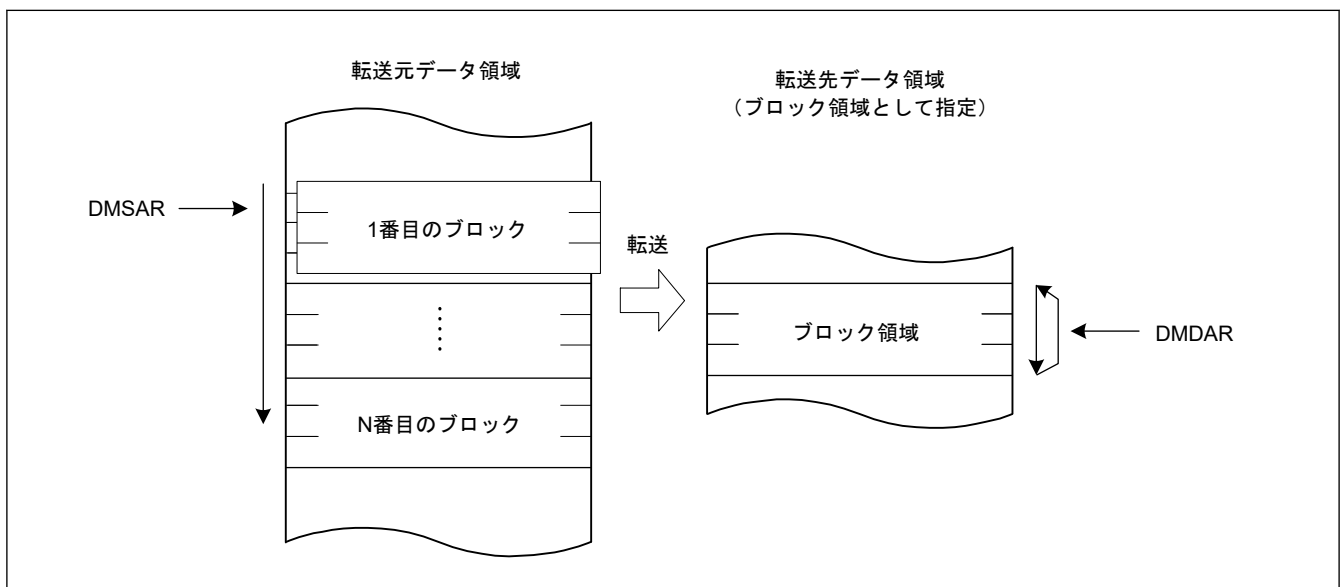 転送元データ領域
転送先データ領域
（ブロック領域として指定）
DMSAR
1番目のブロック
転送
ブロック領域
DMDAR
N番目のブロック